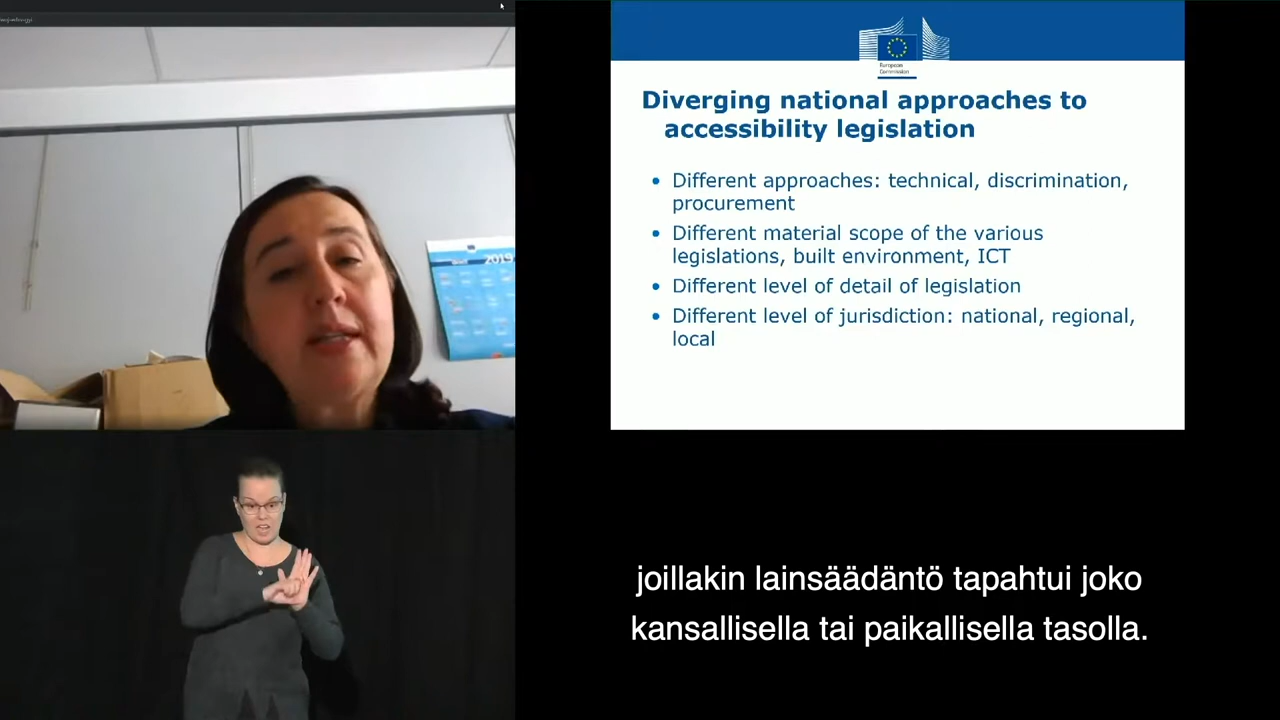 2019
European
Commission
Diverging national approaches to
accessibility legislation
• Different approaches: technical, discrimination,
procurement
• Different material scope of the various
legislations, built environment, ICT
• Different level of detail of legislation
• Different level of jurisdiction: national, regional,
local
joillakin lainsäädäntö tapahtui joko
kansallisella tai paikallisella tasolla.